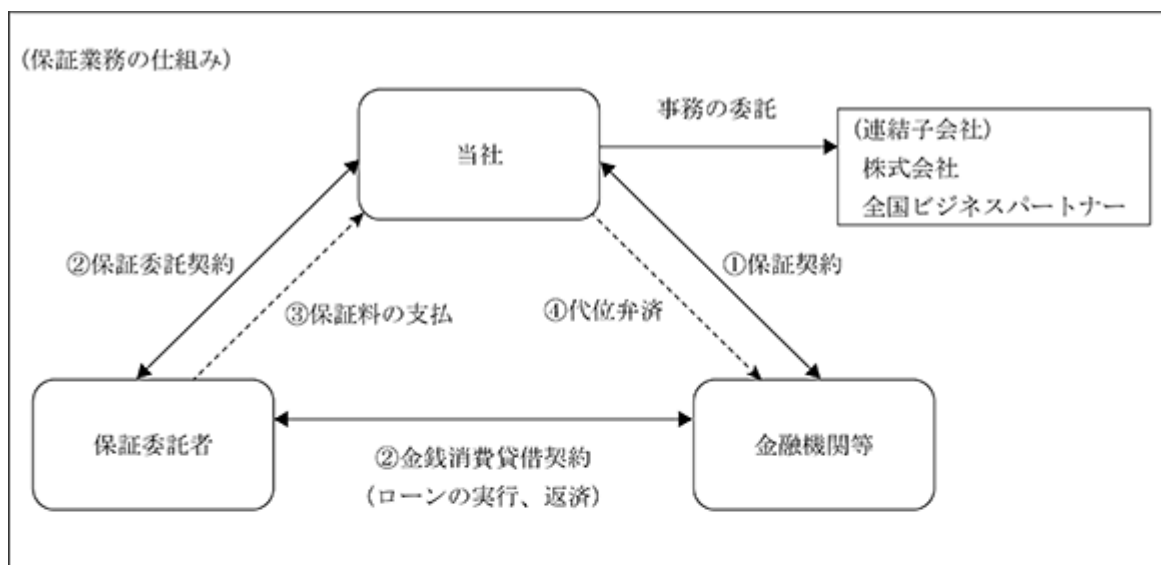 (保証業務の仕組み)
事務の委託
当社
(連結子会社)
株式会社
全国ビジネスパートナー
②保証委託契約
①保証契約
③保証料の支払
④代位弁済
保証委託者
金融機関等
②金銭消費貸借契約
(ローンの実行、返済)